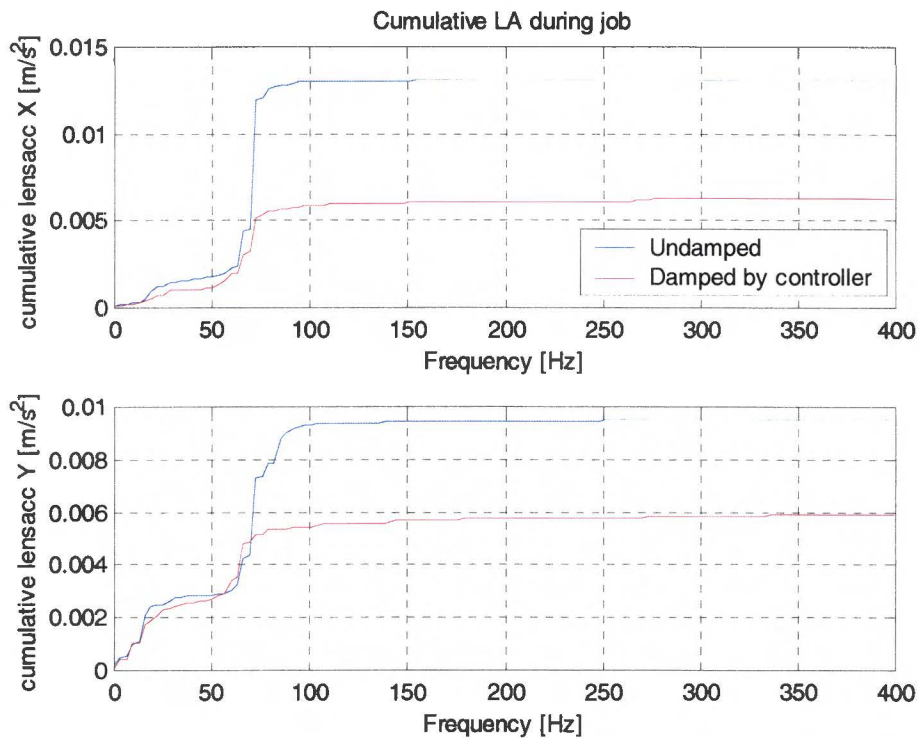 Cumulative LA during job
cumulative lensacc X [m/s²]
0.015
0.01
0.005
0
Undamped
Damped by controller
0 50 100 150 200 250 300 350 400
Frequency [Hz]
cumulative lensacc Y [m/s²]
0.01
0.008
0.006
0.004
0.002
0
0 50 100 150 200 250 300 350 400
Frequency [Hz]